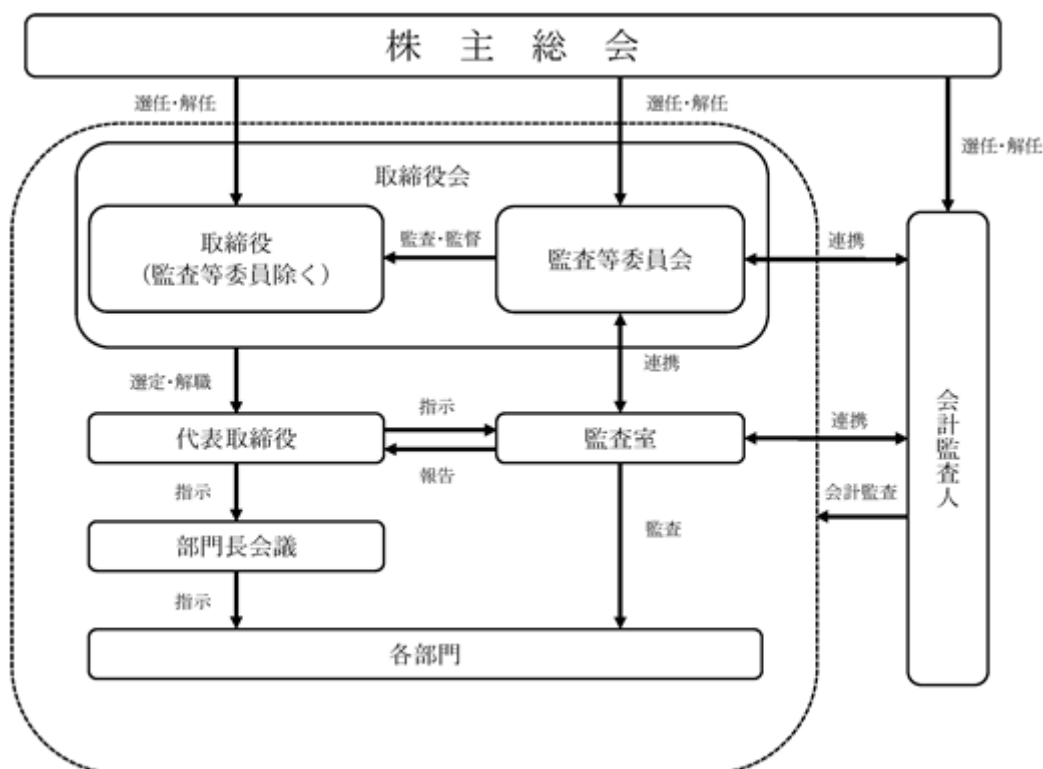 株主総会
選任・解任
選任・解任
選任・解任
取締役会
取締役
(監査等委員除く)
監査・監督
監査等委員会
連携
選定・解職
連携
代表取締役
指示
報告
監査室
連携
会計監査人
指示
会計監査
監査
部門長会議
指示
各部門